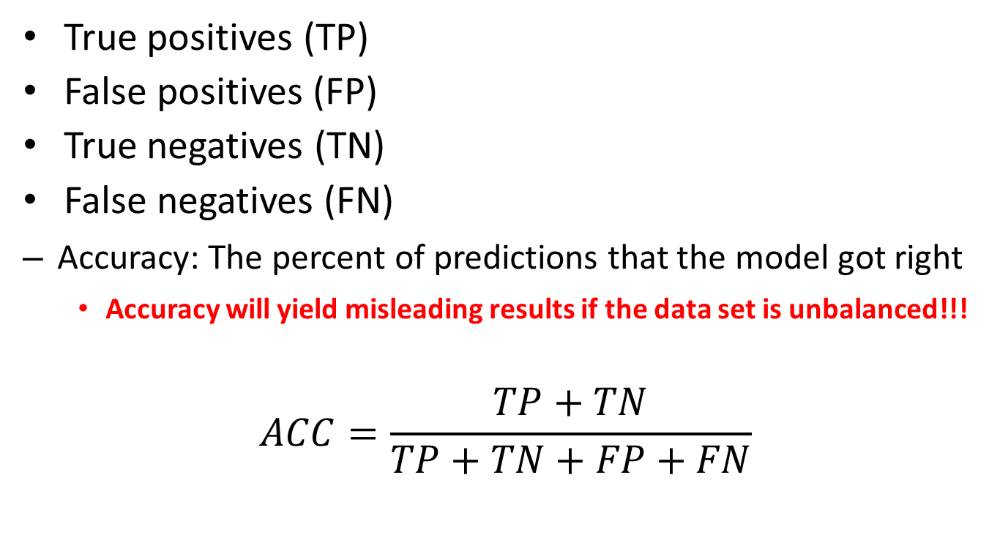 • True positives (TP)
• False positives (FP)
• True negatives (TN)
• False negatives (FN)
– Accuracy: The percent of predictions that the model got right
• Accuracy will yield misleading results if the data set is unbalanced!!!
TP + TN
ACC =
TP + TN + FP + FN